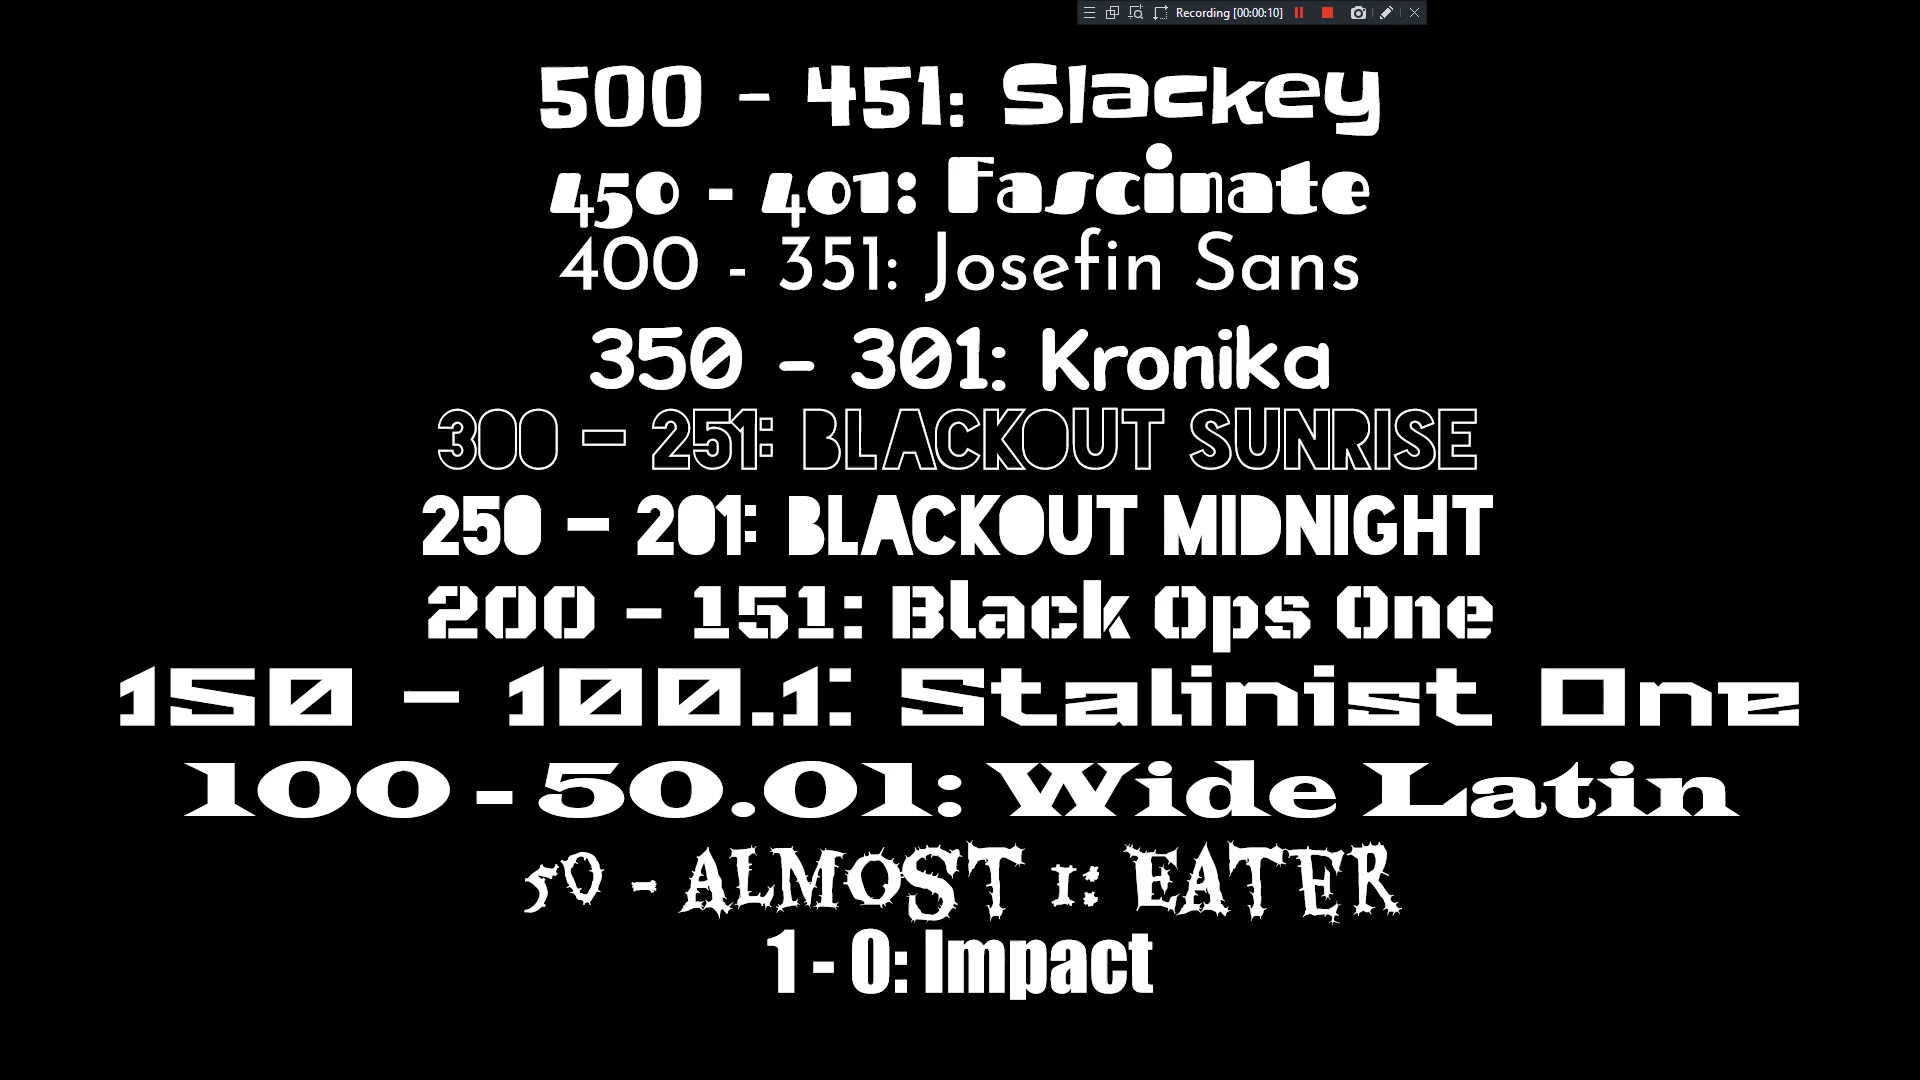 Recording [00:00:10]
500 - 451: Slackey
450 - 401: Fascinate
400 - 351: Josefin Sans
350 - 301: Kronika
300 - 251: BLACKOUT SUNRISE
250 - 201: BLACKOUT MIDNIGHT
200 - 151: Black Ops One
150 - 100.1: Stalinist One
100 - 50.01: Wide Latin
50 - ALMOST 1: EATER
1 - 0: Impact